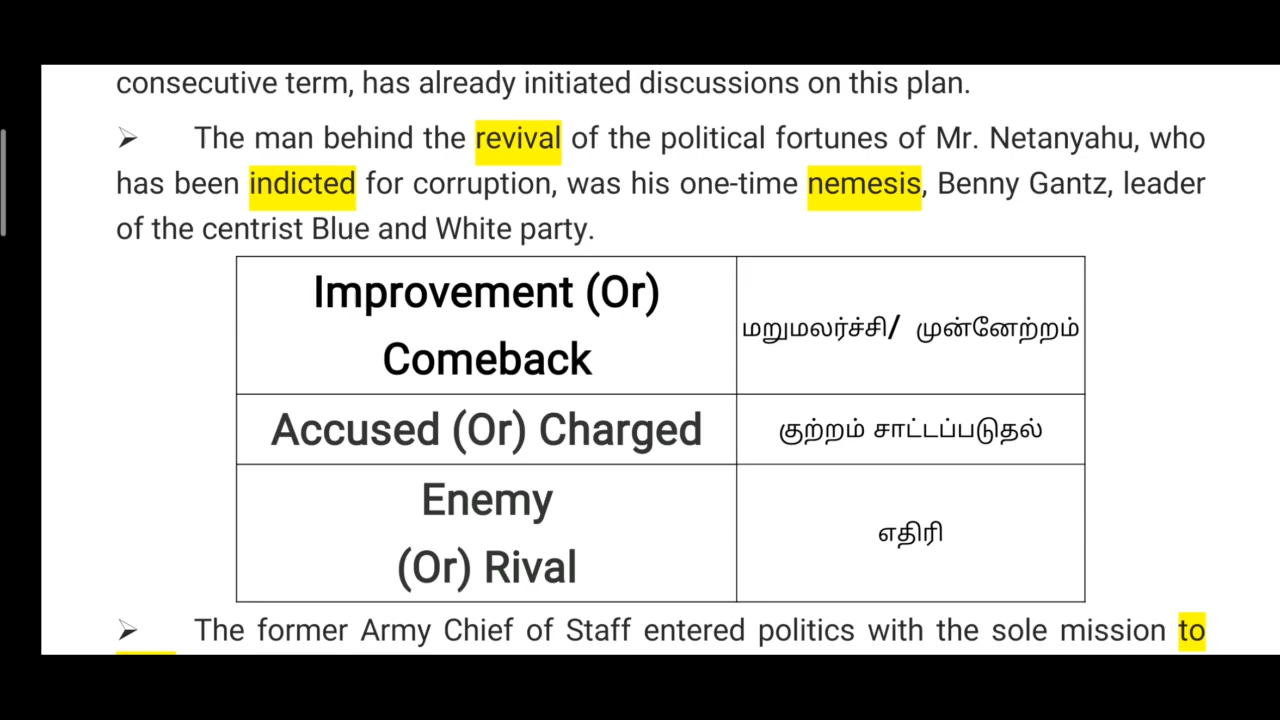 consecutive term, has already initiated discussions on this plan.
➢ The man behind the revival of the political fortunes of Mr. Netanyahu, who
has been indicted for corruption, was his one-time nemesis, Benny Gantz, leader
of the centrist Blue and White party.
Improvement (Or)
Comeback
மறுமலர்ச்சி/ முன்னேற்றம்
Accused (Or) Charged
குற்றம் சாட்டப்படுதல்
Enemy
(Or) Rival
எதிரி
➢ The former Army Chief of Staff entered politics with the sole mission to